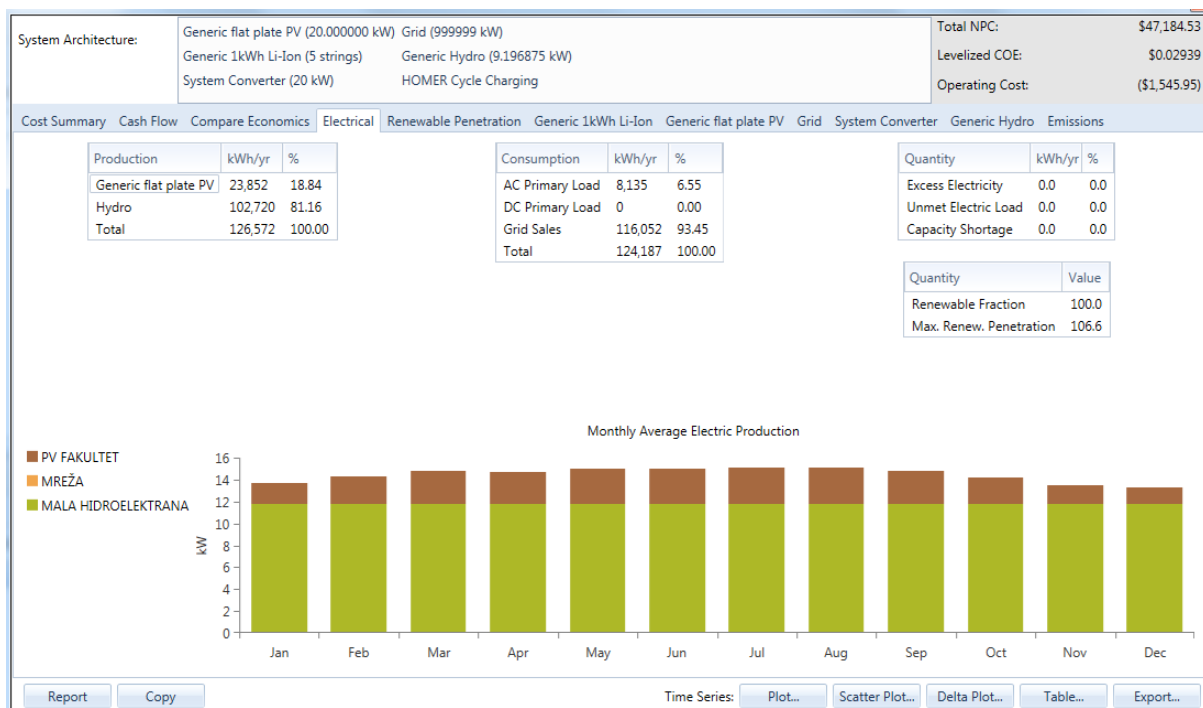 System Architecture:
Generic flat plate PV (20.000000 kW) Grid (999999 kW)
Generic 1kWh Li-Ion (5 strings) Generic Hydro (9.196875 kW)
System Converter (20 kW) HOMER Cycle Charging
Total NPC: $47,184.53
Levelized COE: $0.02939
Operating Cost: ($1,545.95)
Cost Summary Cash Flow Compare Economics Electrical Renewable Penetration Generic 1kWh Li-Ion Generic flat plate PV Grid System Converter Generic Hydro Emissions
Production kWh/yr %
Generic flat plate PV 23,852 18.84
Hydro 102,720 81.16
Total 126,572 100.00
Consumption kWh/yr %
AC Primary Load 8,135 6.55
DC Primary Load 0 0.00
Grid Sales 116,052 93.45
Total 124,187 100.00
Quantity kWh/yr %
Excess Electricity 0.0 0.0
Unmet Electric Load 0.0 0.0
Capacity Shortage 0.0 0.0
Quantity Value
Renewable Fraction 100.0
Max. Renew. Penetration 106.6
Monthly Average Electric Production
PV FAKULTET
MREŽA
MALA HIDROELEKTRANA
kW
16
14
12
10
8
6
4
2
0
Jan Feb Mar Apr May Jun Jul Aug Sep Oct Nov Dec
Report Copy Time Series: Plot... Scatter Plot... Delta Plot... Table... Export...